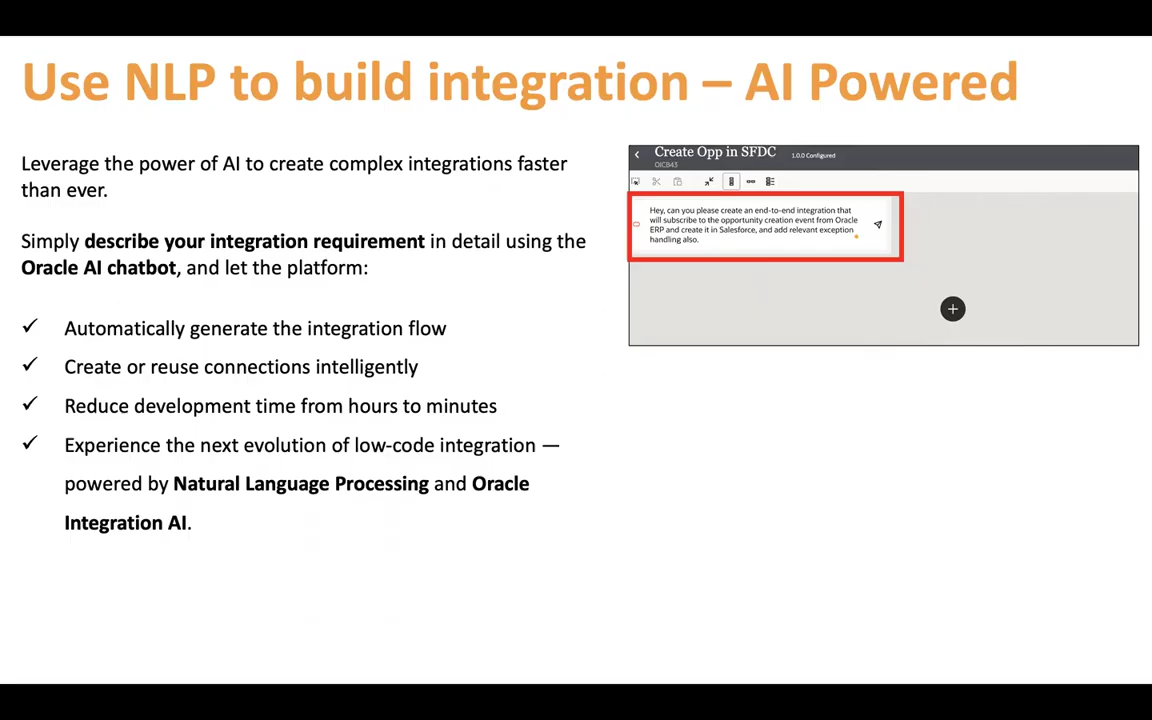 Use NLP to build integration – AI Powered
Leverage the power of AI to create complex integrations faster
than ever.
Simply describe your integration requirement in detail using the
Oracle AI chatbot, and let the platform:
✓ Automatically generate the integration flow
✓ Create or reuse connections intelligently
✓ Reduce development time from hours to minutes
✓ Experience the next evolution of low-code integration —
powered by Natural Language Processing and Oracle
Integration AI.
Create Opp in SFDC 1.0.0 Configured
OICB43
Hey, can you please create an end-to-end integration that
will subscribe to the opportunity creation event from Oracle
ERP and create it in Salesforce, and add relevant exception
handling also.